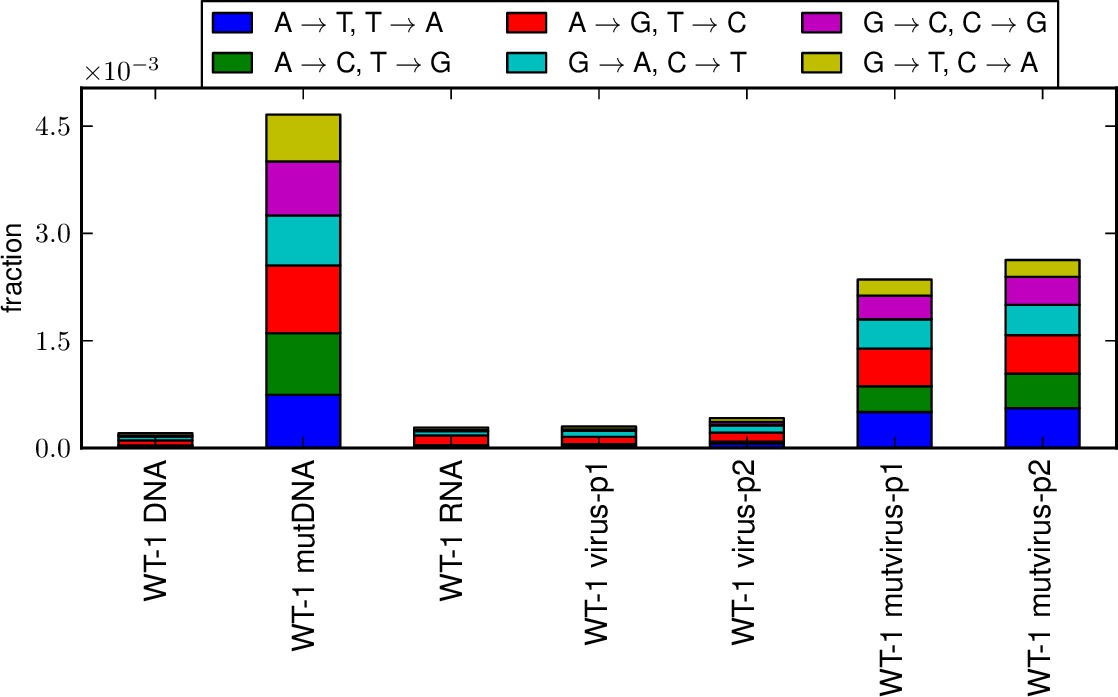 A → T, T → A A → G, T → C G → C, C → G
A → C, T → G G → A, C → T G → T, C → A
×10⁻³
4.5
3.0
1.5
0.0
fraction
WT-1 DNA
WT-1 mutDNA
WT-1 RNA
WT-1 virus-p1
WT-1 virus-p2
WT-1 mutvirus-p1
WT-1 mutvirus-p2